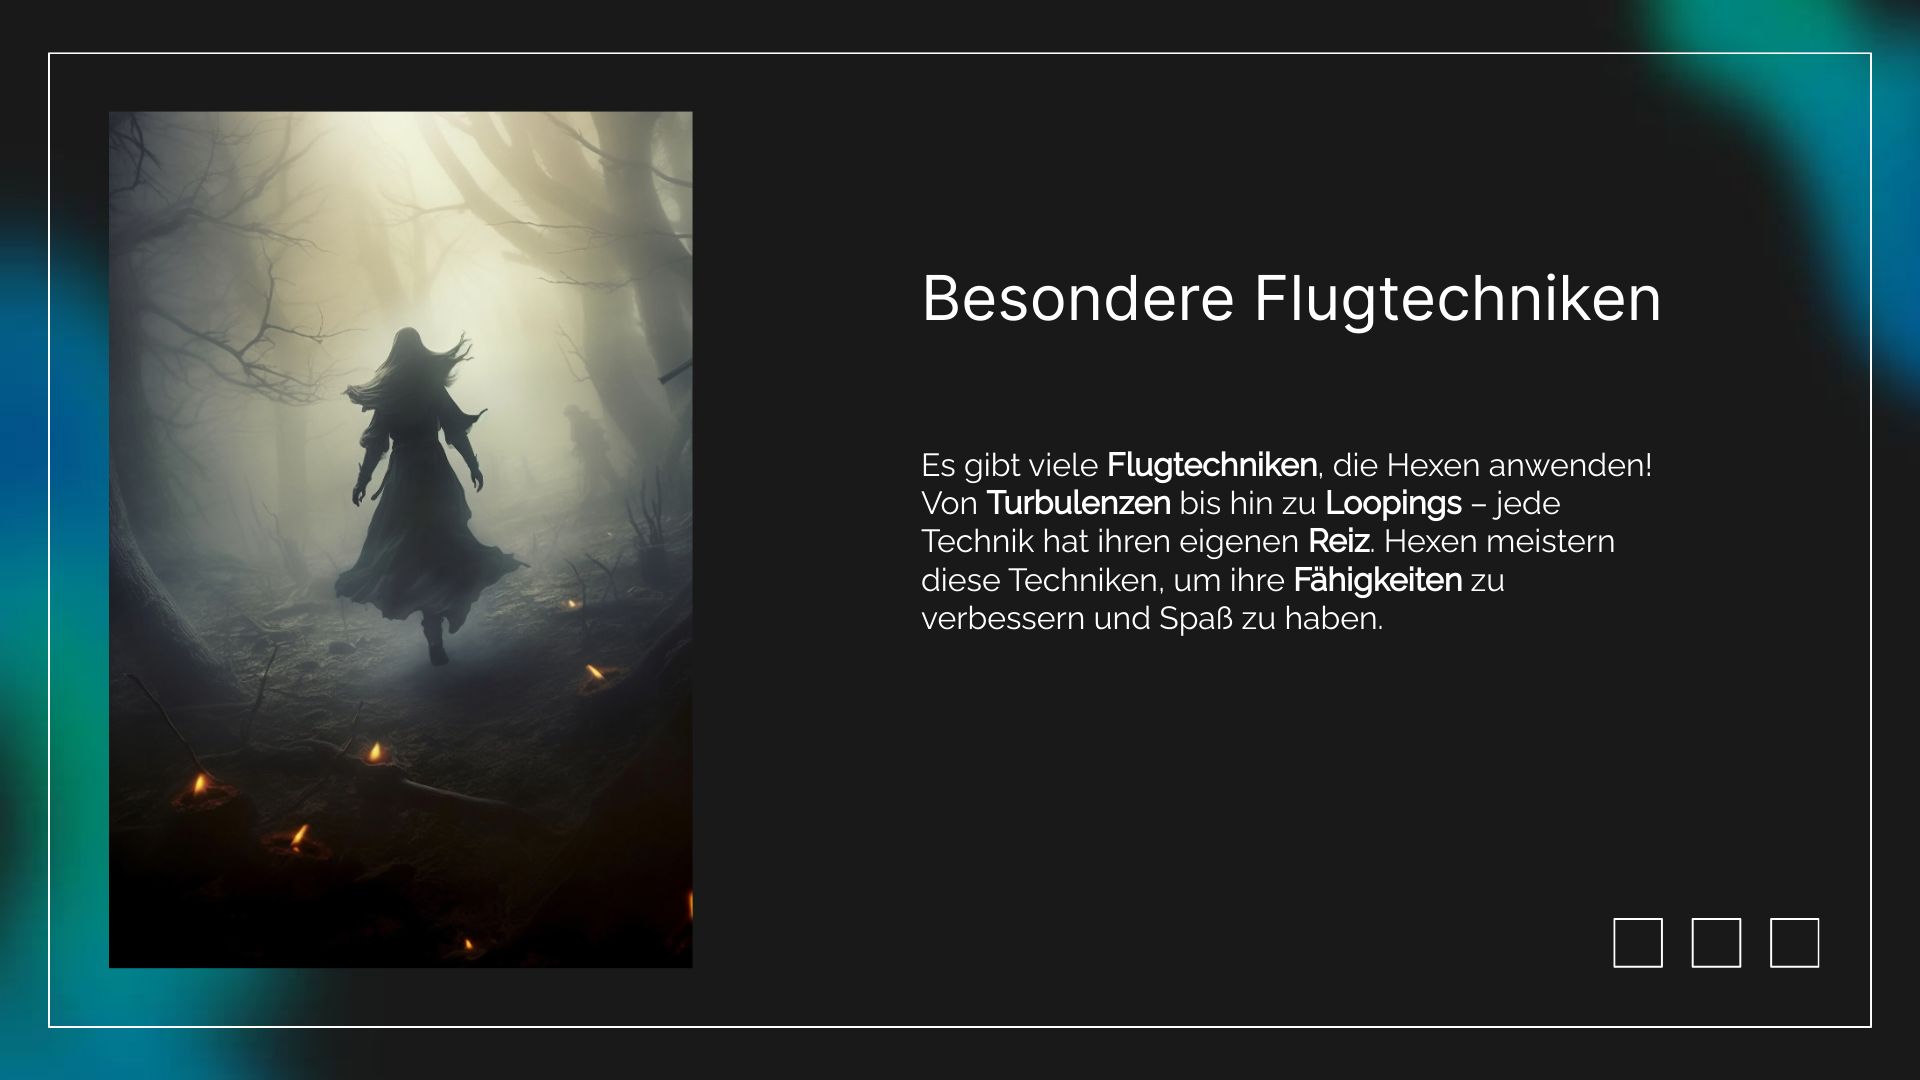 Besondere Flugtechniken
Es gibt viele Flugtechniken, die Hexen anwenden!
Von Turbulenzen bis hin zu Loopings – jede
Technik hat ihren eigenen Reiz. Hexen meistern
diese Techniken, um ihre Fähigkeiten zu
verbessern und Spaß zu haben.